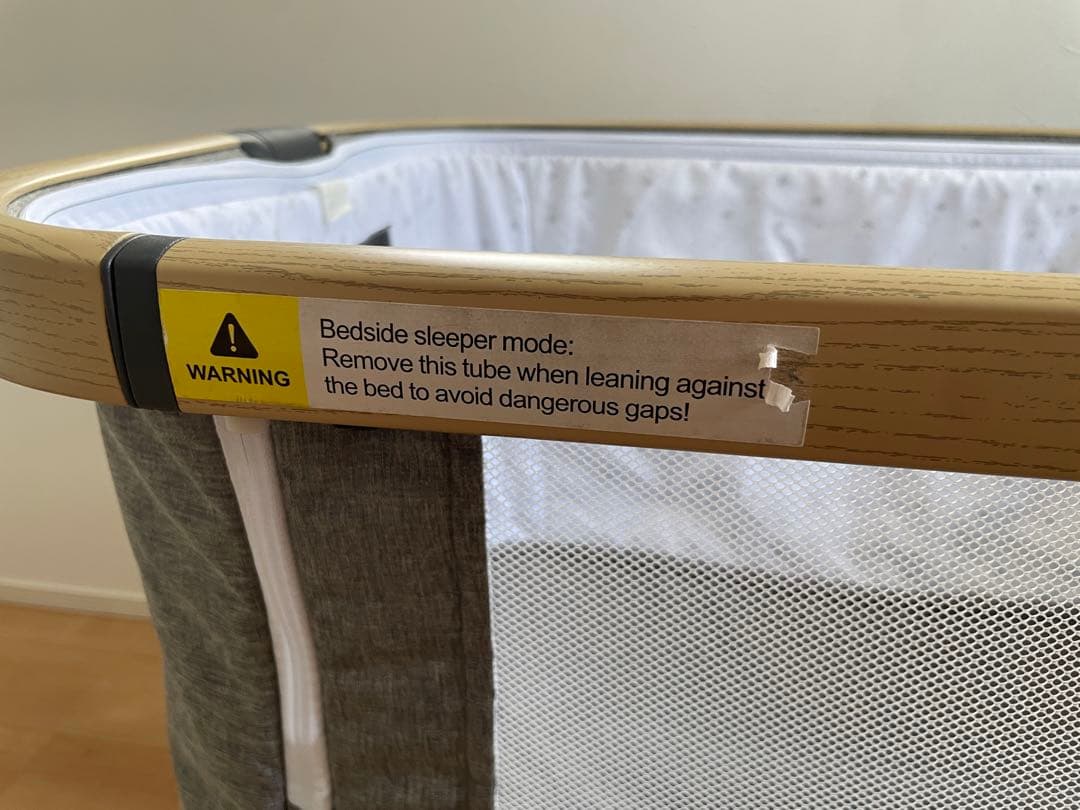 WARNING
Bedside sleeper mode:
Remove this tube when leaning against
the bed to avoid dangerous gaps!